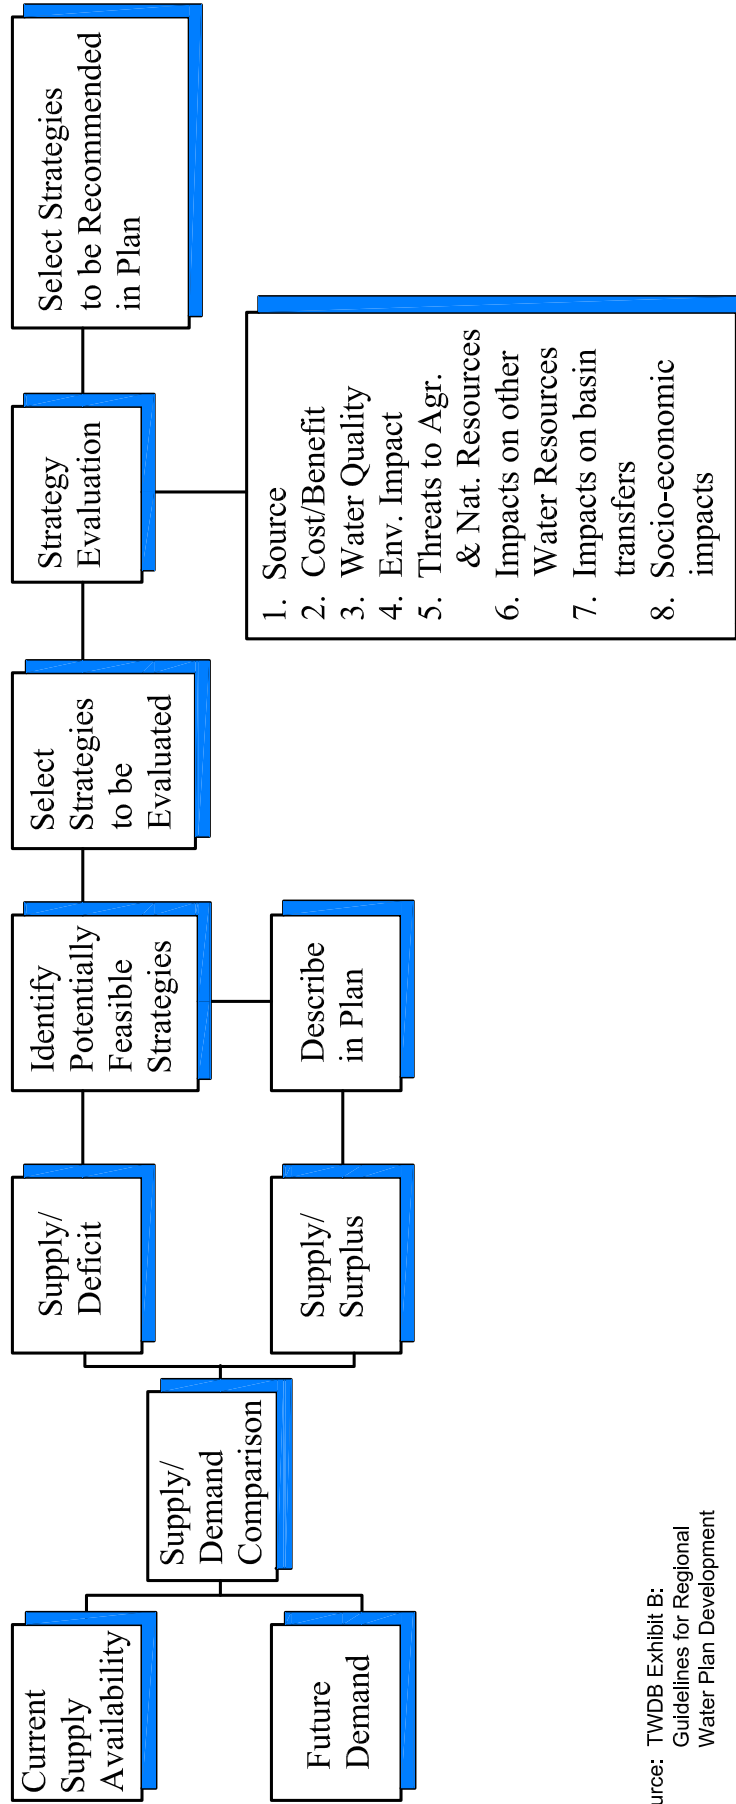 Current
Supply
Availability
Future
Demand
Supply/
Demand
Comparison
Supply/
Deficit
Supply/
Surplus
Identify
Potentially
Feasible
Strategies
Describe
in Plan
Select
Strategies
to be
Evaluated
Strategy
Evaluation
1. Source
2. Cost/Benefit
3. Water Quality
4. Env. Impact
5. Threats to Agr.
& Nat. Resources
6. Impacts on other
Water Resources
7. Impacts on basin
transfers
8. Socio-economic
impacts
Select Strategies
to be Recommended
in Plan
urce: TWDB Exhibit B:
Guidelines for Regional
Water Plan Development